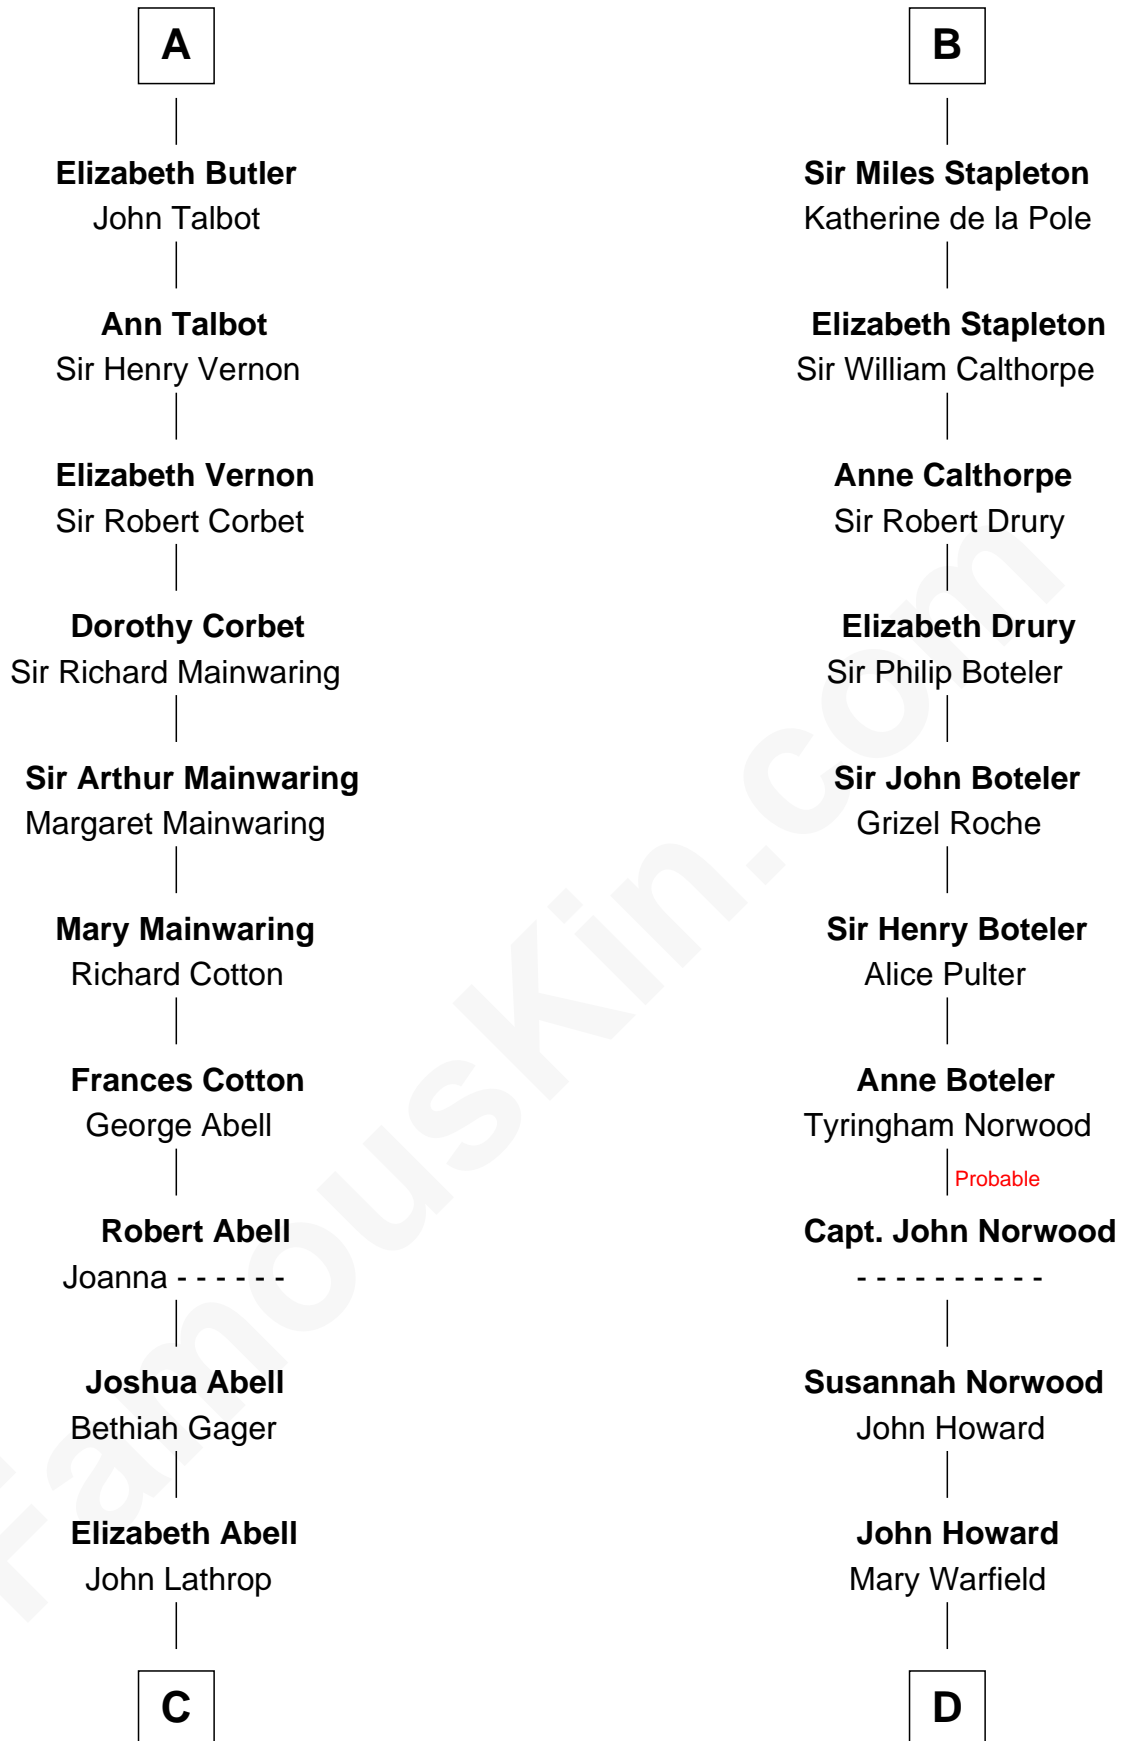 A
Elizabeth Butler
John Talbot
Ann Talbot
Sir Henry Vernon
Elizabeth Vernon
Sir Robert Corbet
Dorothy Corbet
Sir Richard Mainwaring
Sir Arthur Mainwaring
Margaret Mainwaring
Mary Mainwaring
Richard Cotton
Frances Cotton
George Abell
Robert Abell
Joanna - - - - - -
Joshua Abell
Bethiah Gager
Elizabeth Abell
John Lathrop
C
B
Sir Miles Stapleton
Katherine de la Pole
Elizabeth Stapleton
Sir William Calthorpe
Anne Calthorpe
Sir Robert Drury
Elizabeth Drury
Sir Philip Boteler
Sir John Boteler
Grizel Roche
Sir Henry Boteler
Alice Pulter
Anne Boteler
Tyringham Norwood
Probable
Capt. John Norwood
- - - - - - - - - -
Susannah Norwood
John Howard
John Howard
Mary Warfield
D
FamousKin.com